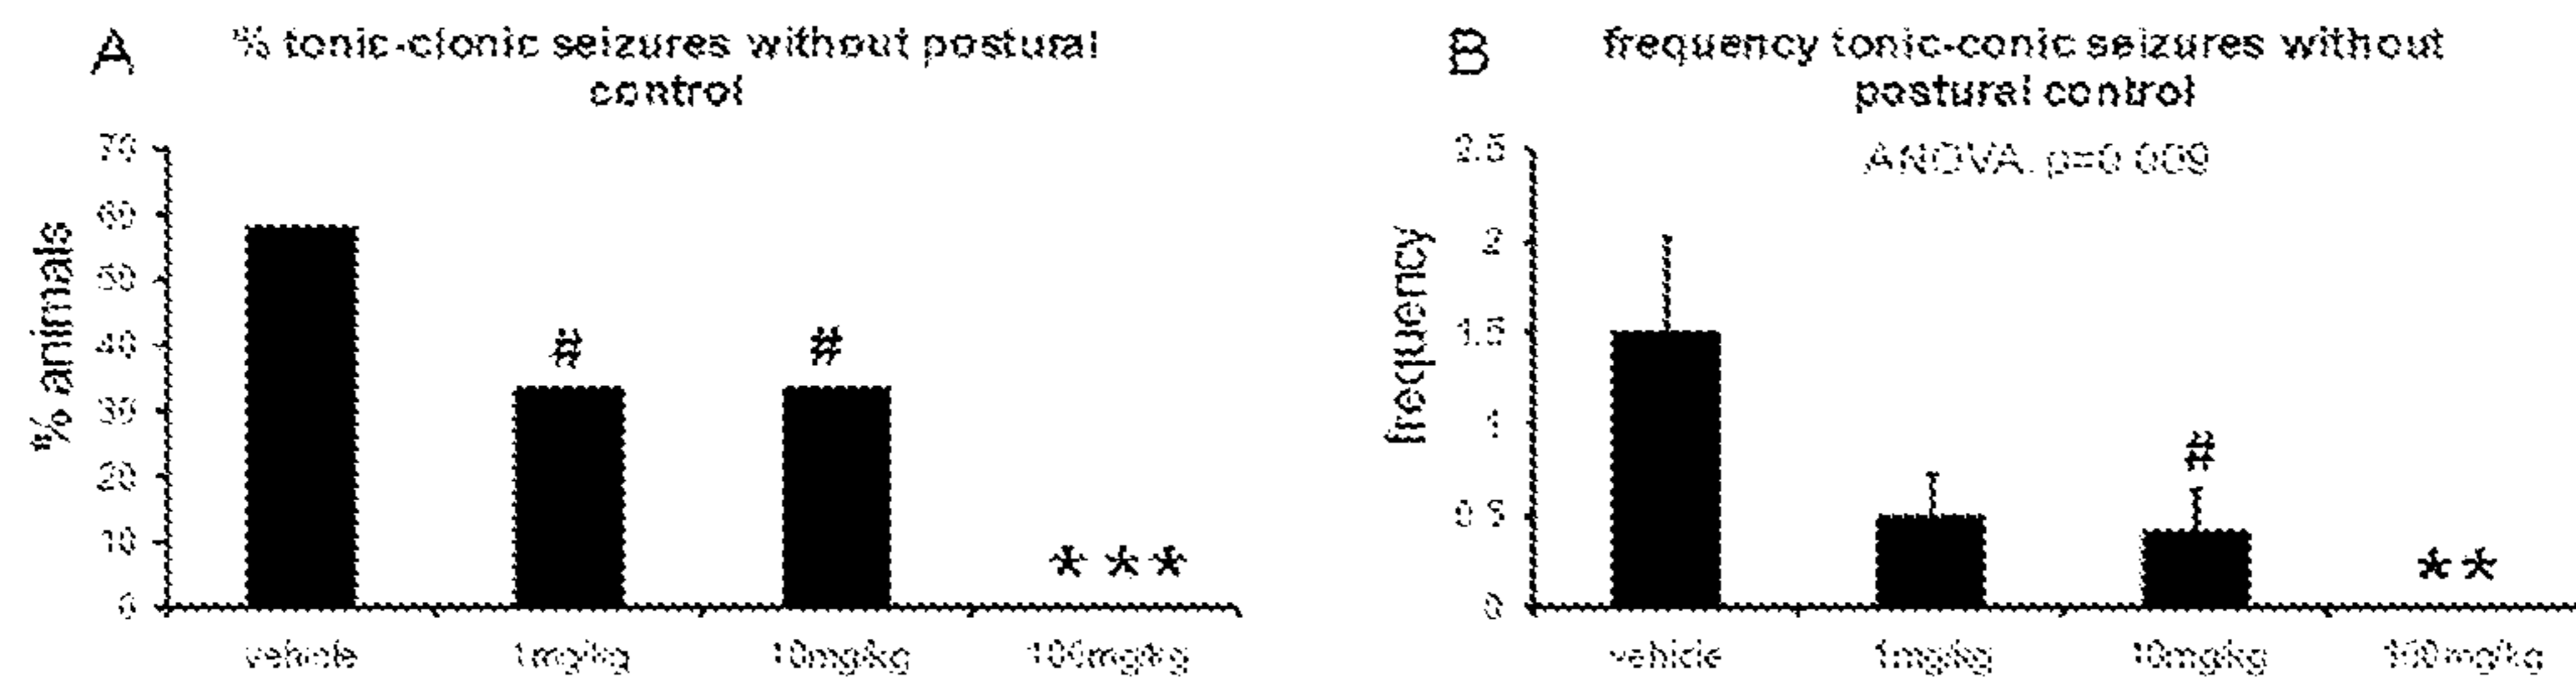 A
% tonic-clonic seizures without postural
control
% animals
70
60
50
40
30
20
10
0
#
#
***
vehicle
1mg/kg
10mg/kg
100mg/kg
B
frequency tonic-conic seizures without
postural control
ANOVA. p=0.009
frequency
2.5
2
1.5
1
0.5
0
#
**
vehicle
1mg/kg
10mg/kg
100mg/kg